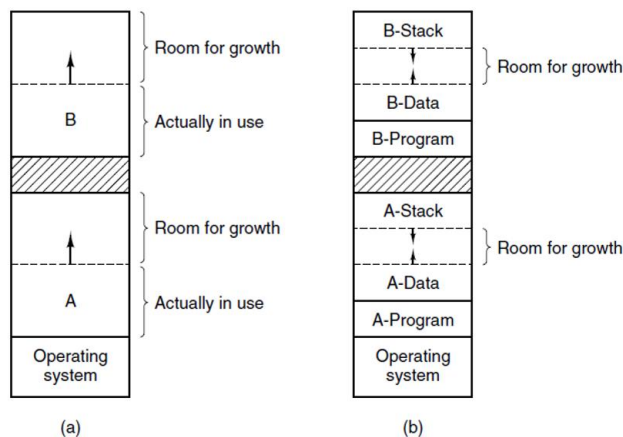 Room for growth
B
Actually in use
Room for growth
A
Actually in use
Operating
system
(a)
B-Stack
Room for growth
B-Data
B-Program
A-Stack
Room for growth
A-Data
A-Program
Operating
system
(b)